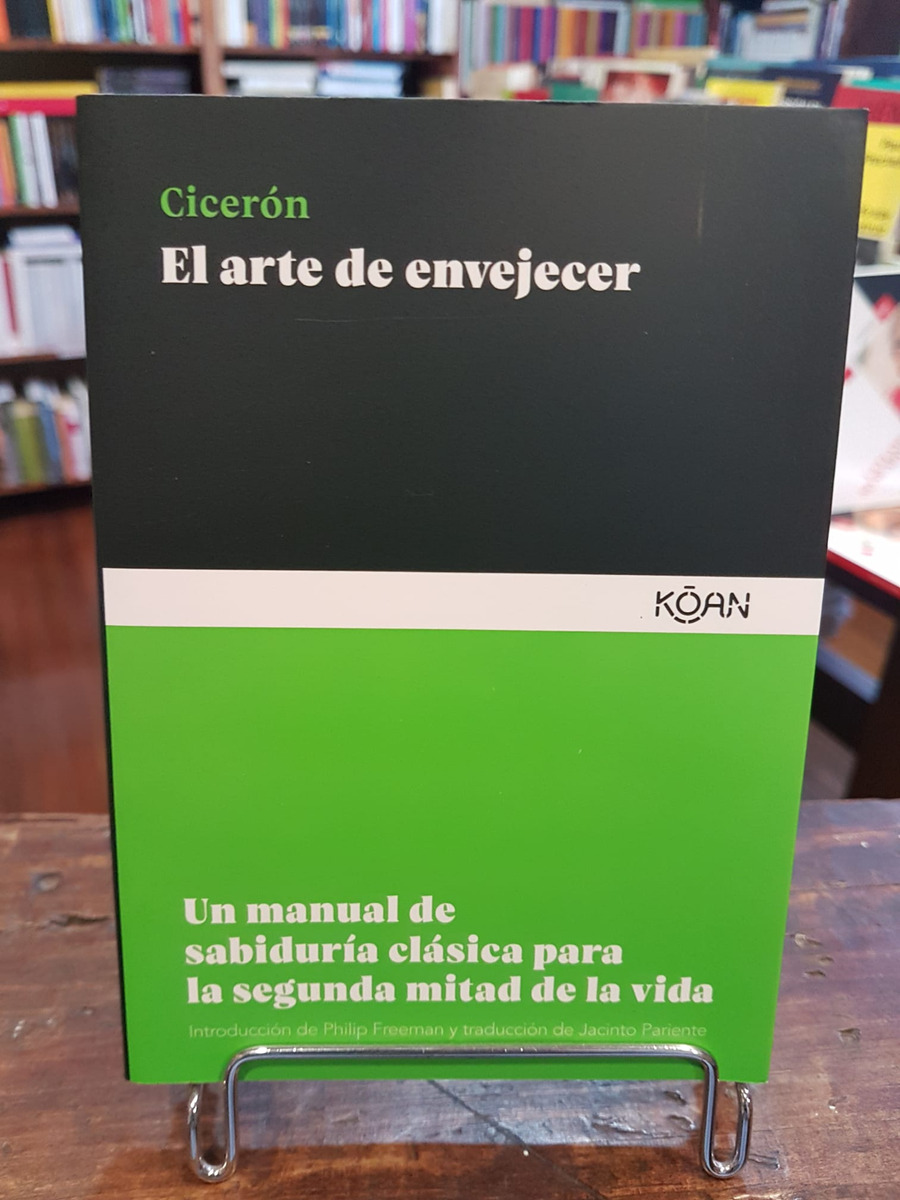 Cicerón
El arte de envejecer
KŌAN
Un manual de
sabiduría clásica para
la segunda mitad de la vida
Introducción de Philip Freeman y traducción de Jacinto Pariente